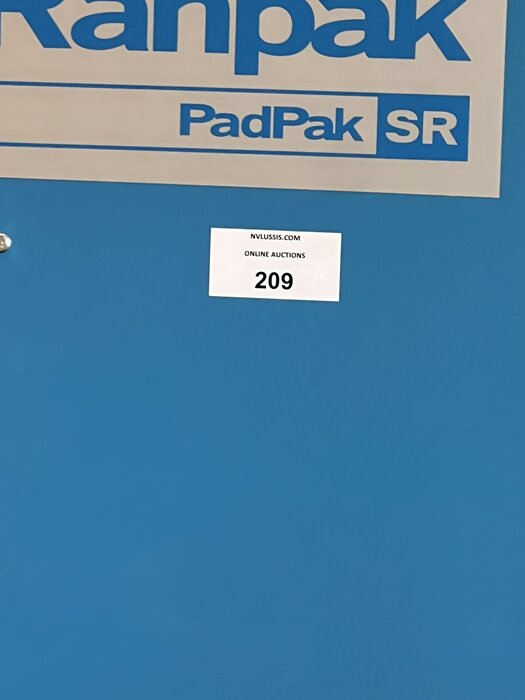 Ranpak
PadPak SR
NVLUSSIS.COM
ONLINE AUCTIONS
209